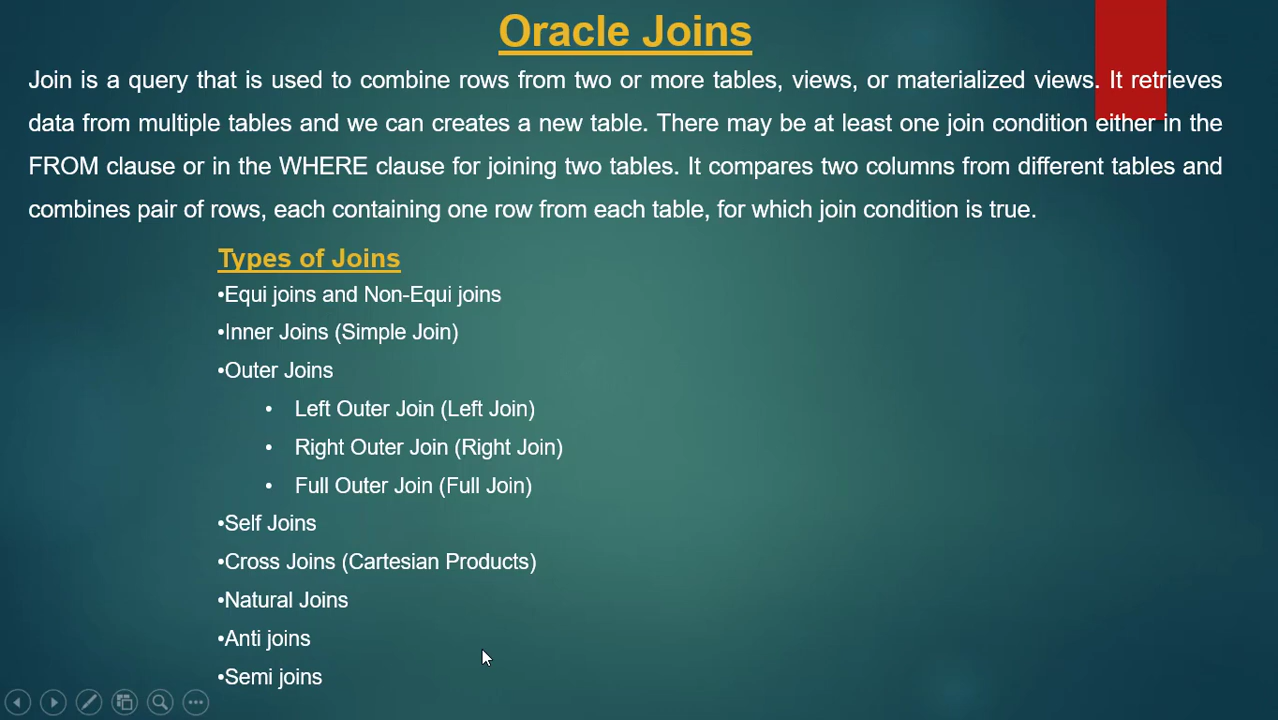 Oracle Joins
Join is a query that is used to combine rows from two or more tables, views, or materialized views. It retrieves
data from multiple tables and we can creates a new table. There may be at least one join condition either in the
FROM clause or in the WHERE clause for joining two tables. It compares two columns from different tables and
combines pair of rows, each containing one row from each table, for which join condition is true.
Types of Joins
•Equi joins and Non-Equi joins
•Inner Joins (Simple Join)
•Outer Joins
• Left Outer Join (Left Join)
• Right Outer Join (Right Join)
• Full Outer Join (Full Join)
•Self Joins
•Cross Joins (Cartesian Products)
•Natural Joins
•Anti joins
•Semi joins